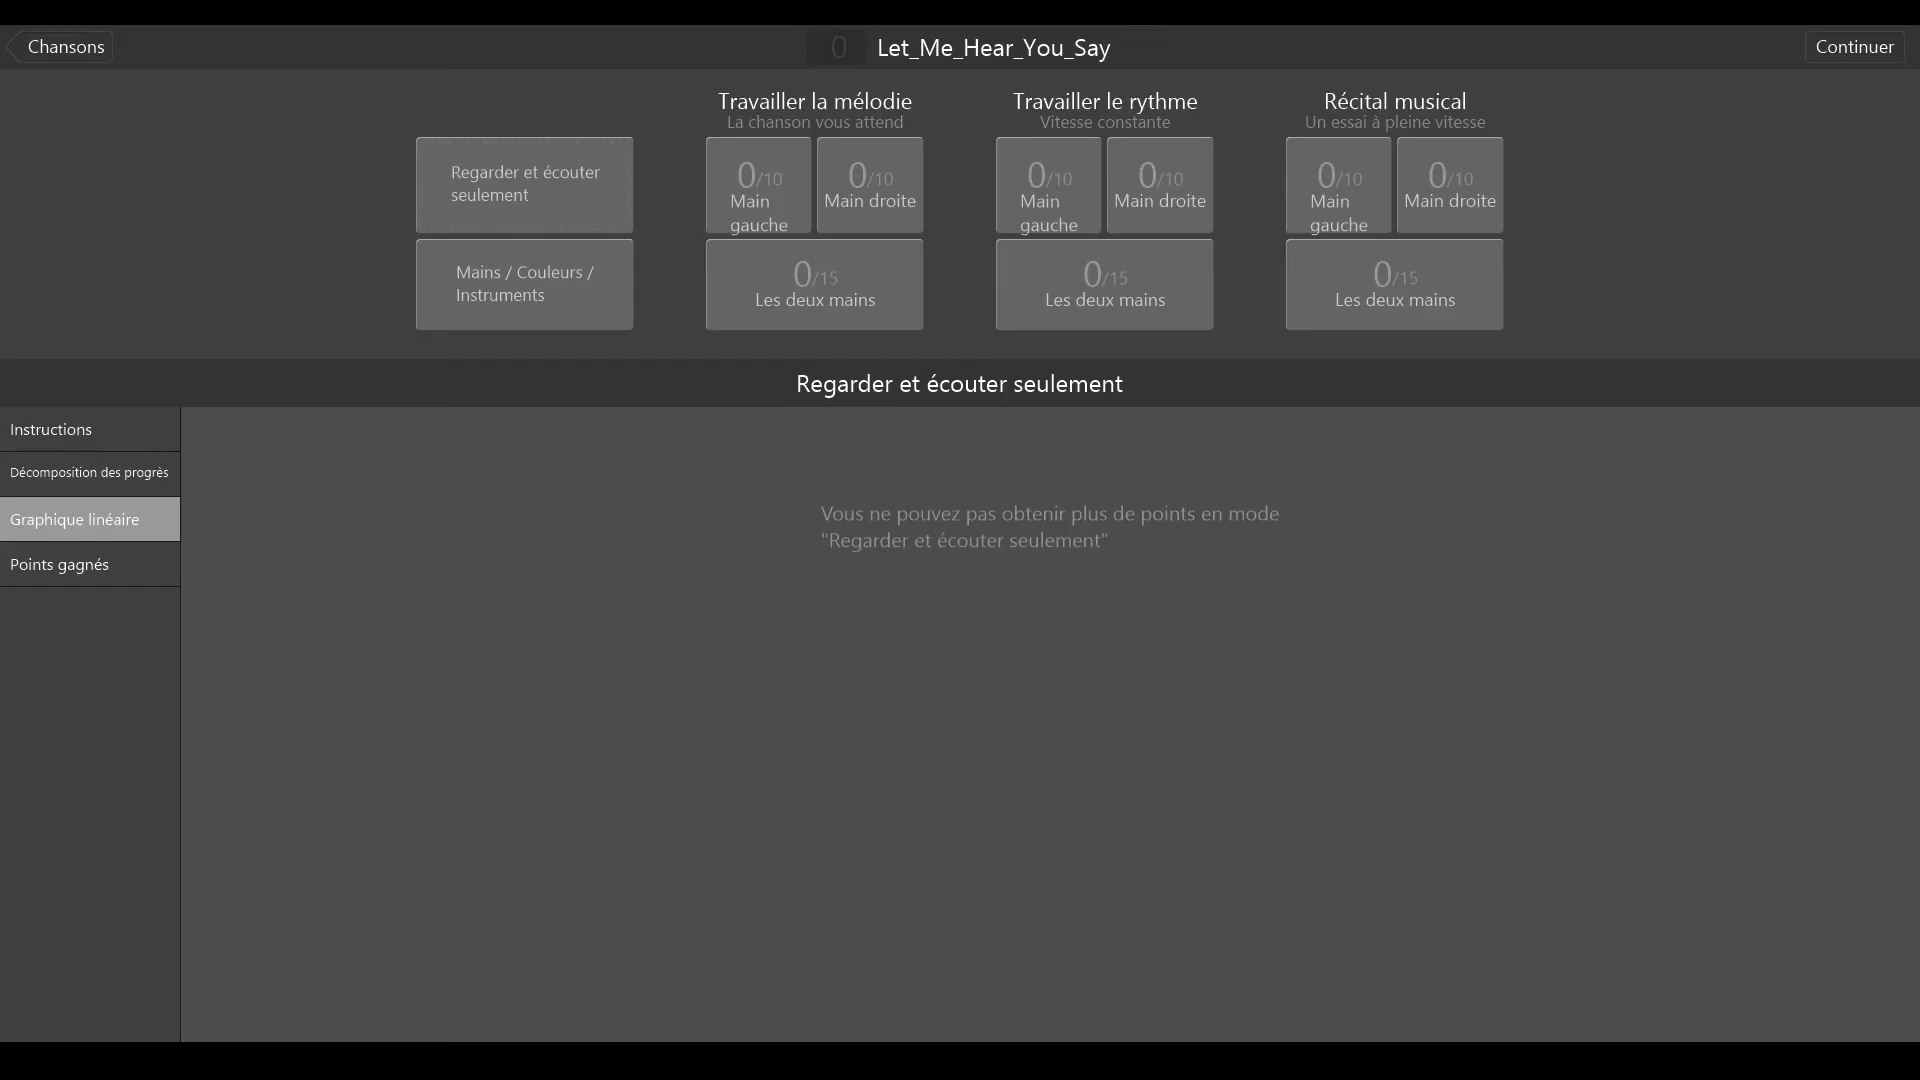 Chansons
0 Let_Me_Hear_You_Say
Continuer
Travailler la mélodie
La chanson vous attend
Travailler le rythme
Vitesse constante
Récital musical
Un essai à pleine vitesse
Regarder et écouter
seulement
0/10
Main
gauche
0/10
Main droite
0/10
Main
gauche
0/10
Main droite
0/10
Main
gauche
0/10
Main droite
Mains / Couleurs /
Instruments
0/15
Les deux mains
0/15
Les deux mains
0/15
Les deux mains
Regarder et écouter seulement
Instructions
Décomposition des progrès
Graphique linéaire
Points gagnés
Vous ne pouvez pas obtenir plus de points en mode
"Regarder et écouter seulement"